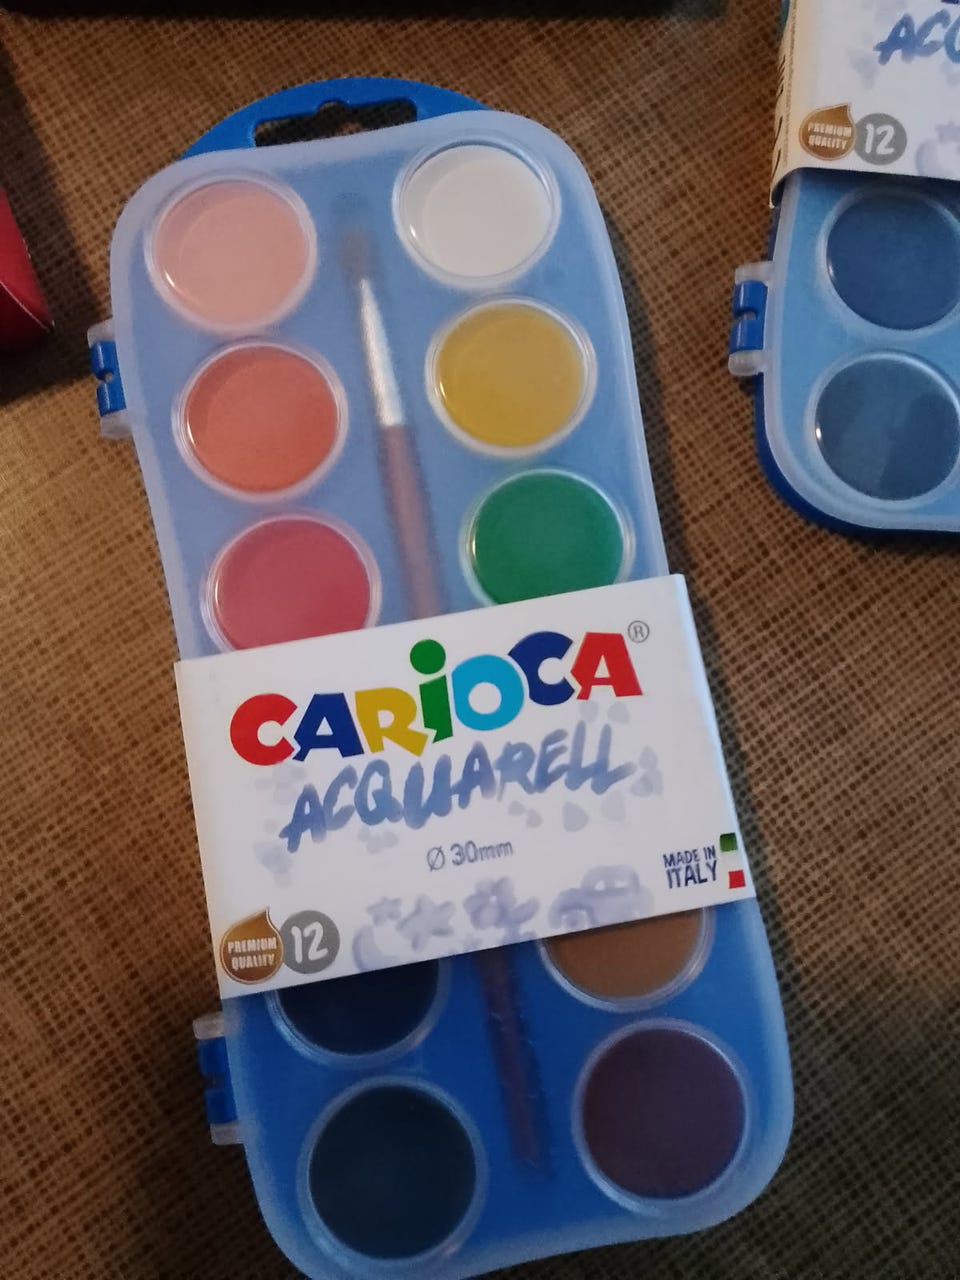 CARIOCA®
ACQUARELL
Ø 30mm
MADE IN
ITALY
PREMIUM
QUALITY
12
PREMIUM
QUALITY
12